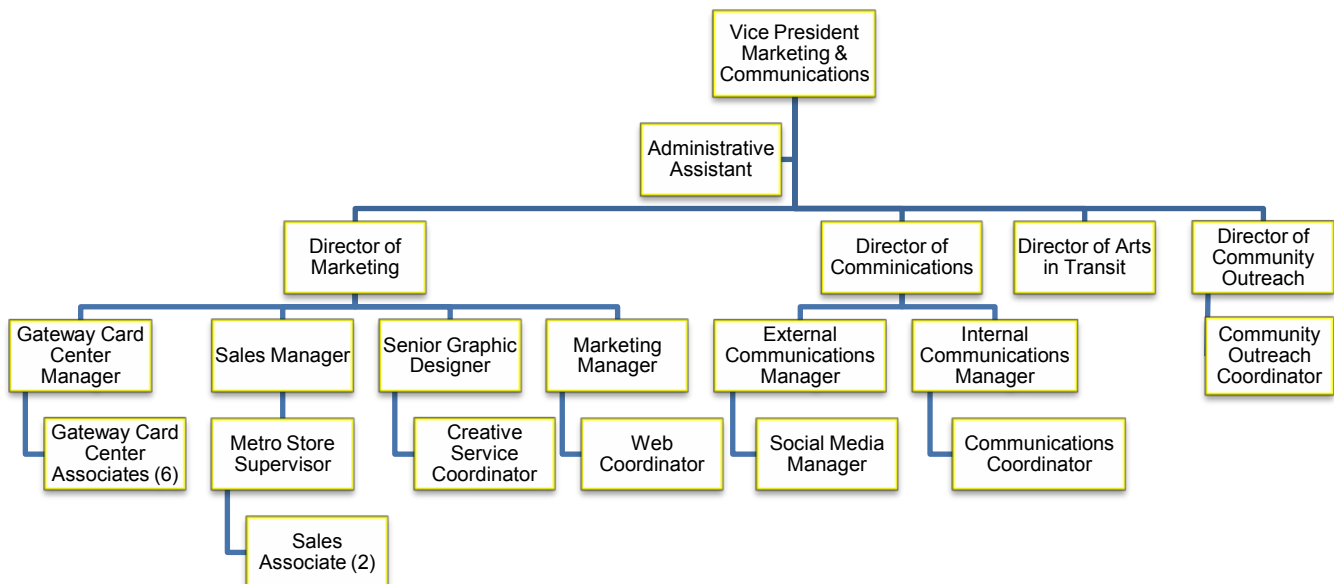 Vice President
Marketing &
Communications
Administrative
Assistant
Director of
Marketing
Director of
Comminications
Director of Arts
in Transit
Director of
Community
Outreach
Gateway Card
Center
Manager
Sales Manager
Senior Graphic
Designer
Marketing
Manager
External
Communications
Manager
Internal
Communications
Manager
Community
Outreach
Coordinator
Gateway Card
Center
Associates (6)
Metro Store
Supervisor
Creative
Service
Coordinator
Web
Coordinator
Social Media
Manager
Communications
Coordinator
Sales
Associate (2)